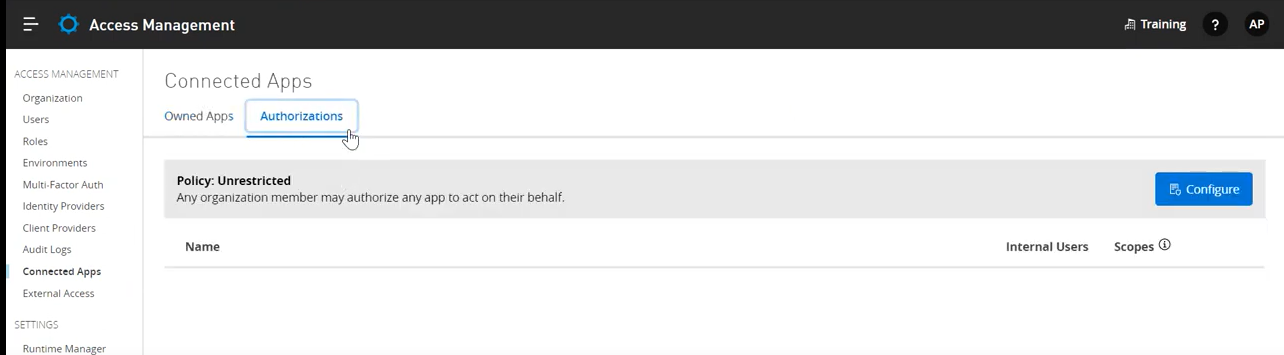 Access Management
Training
?
AP
ACCESS MANAGEMENT
Organization
Users
Roles
Environments
Multi-Factor Auth
Identity Providers
Client Providers
Audit Logs
Connected Apps
External Access
SETTINGS
Runtime Manager
Connected Apps
Owned Apps Authorizations
Policy: Unrestricted
Any organization member may authorize any app to act on their behalf.
Configure
Name Internal Users Scopes